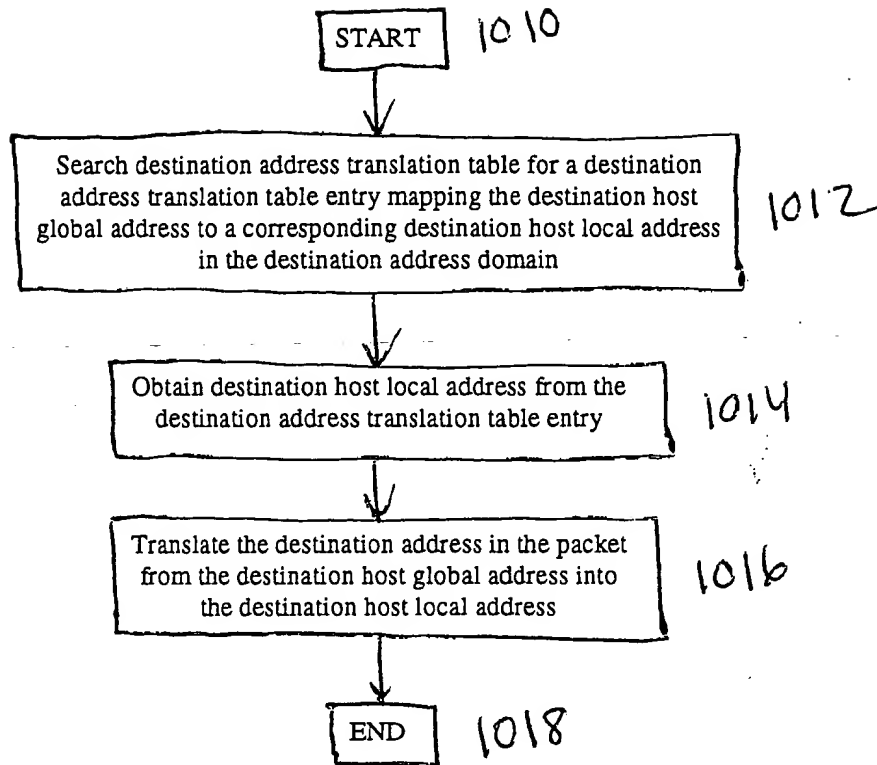 START 1010
Search destination address translation table for a destination
address translation table entry mapping the destination host
global address to a corresponding destination host local address
in the destination address domain
1012
Obtain destination host local address from the
destination address translation table entry
1014
Translate the destination address in the packet
from the destination host global address into
the destination host local address
1016
END 1018